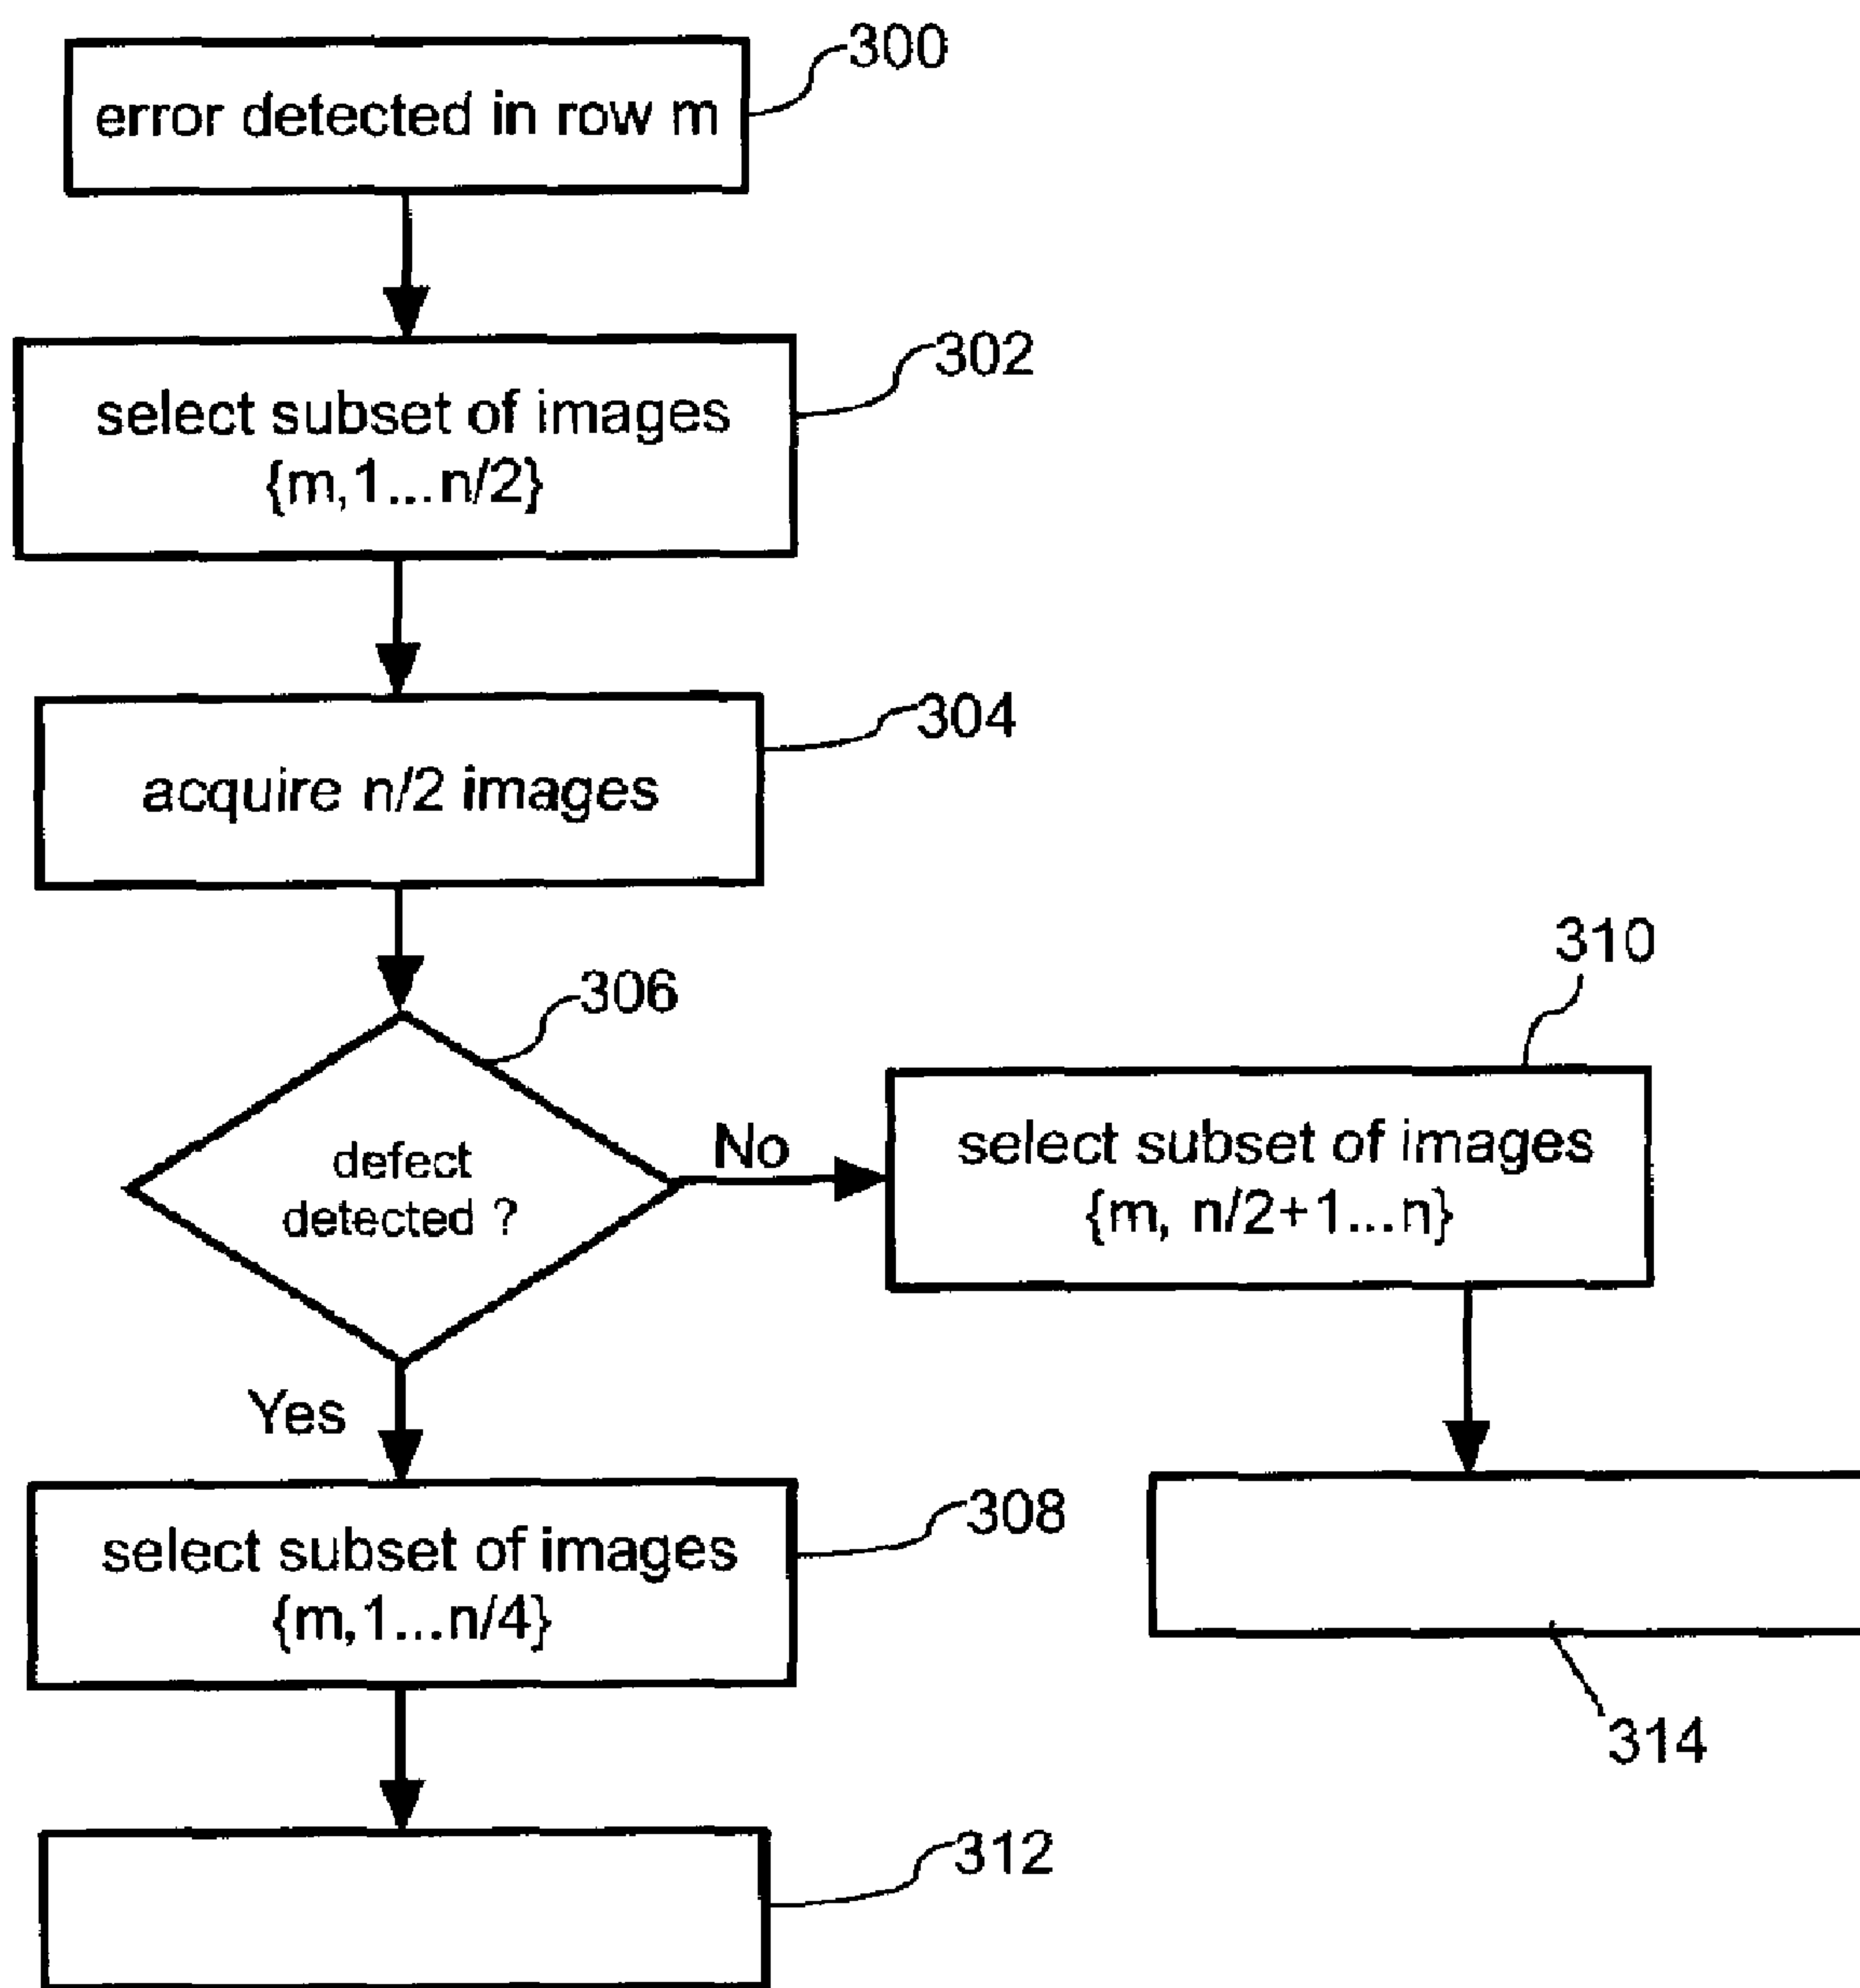 300
error detected in row m
302
select subset of images
{m,1...n/2}
304
acquire n/2 images
306
310
defect
detected ?
No
select subset of images
{m, n/2+1...n}
Yes
308
select subset of images
{m,1...n/4}
314
312